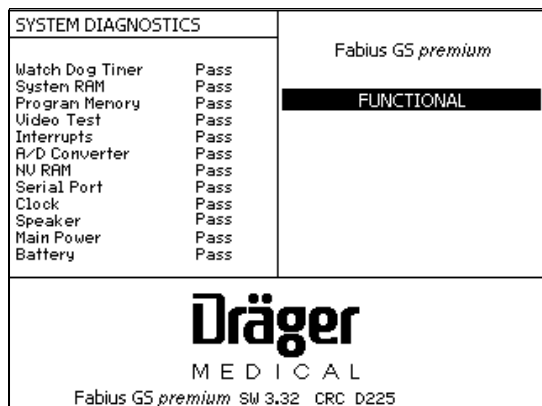 SYSTEM DIAGNOSTICS
Watch Dog Timer Pass
System RAM Pass
Program Memory Pass
Video Test Pass
Interrupts Pass
A/D Converter Pass
NV RAM Pass
Serial Port Pass
Clock Pass
Speaker Pass
Main Power Pass
Battery Pass
Fabius GS premium
FUNCTIONAL
Dräger
MEDICAL
Fabius GS premium SW 3.32 CRC D225